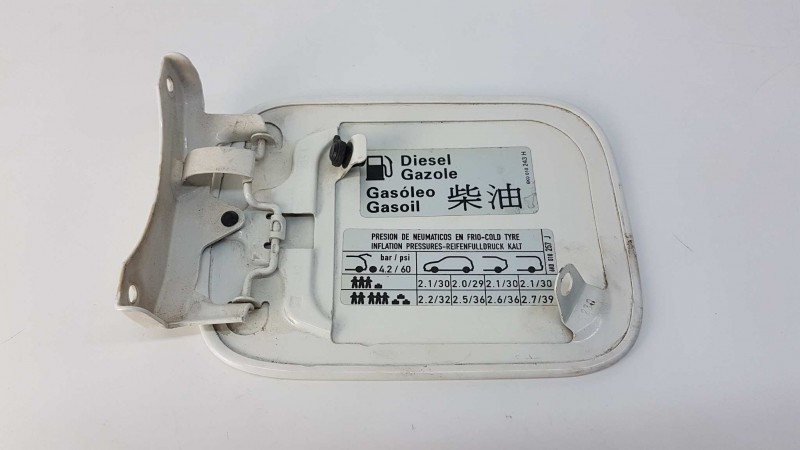 Diesel
Gazole
Gasóleo
Gasoil
柴油
PRESION DE NEUMATICOS EN FRIO-COLD TYRE
INFLATION PRESSURES-REIFENFULLDRUCK KALT
bar / psi
4.2 / 60
2.1/30 2.0/29 2.1/30 2.1/30
2.2/32 2.5/36 2.6/36 2.7/39